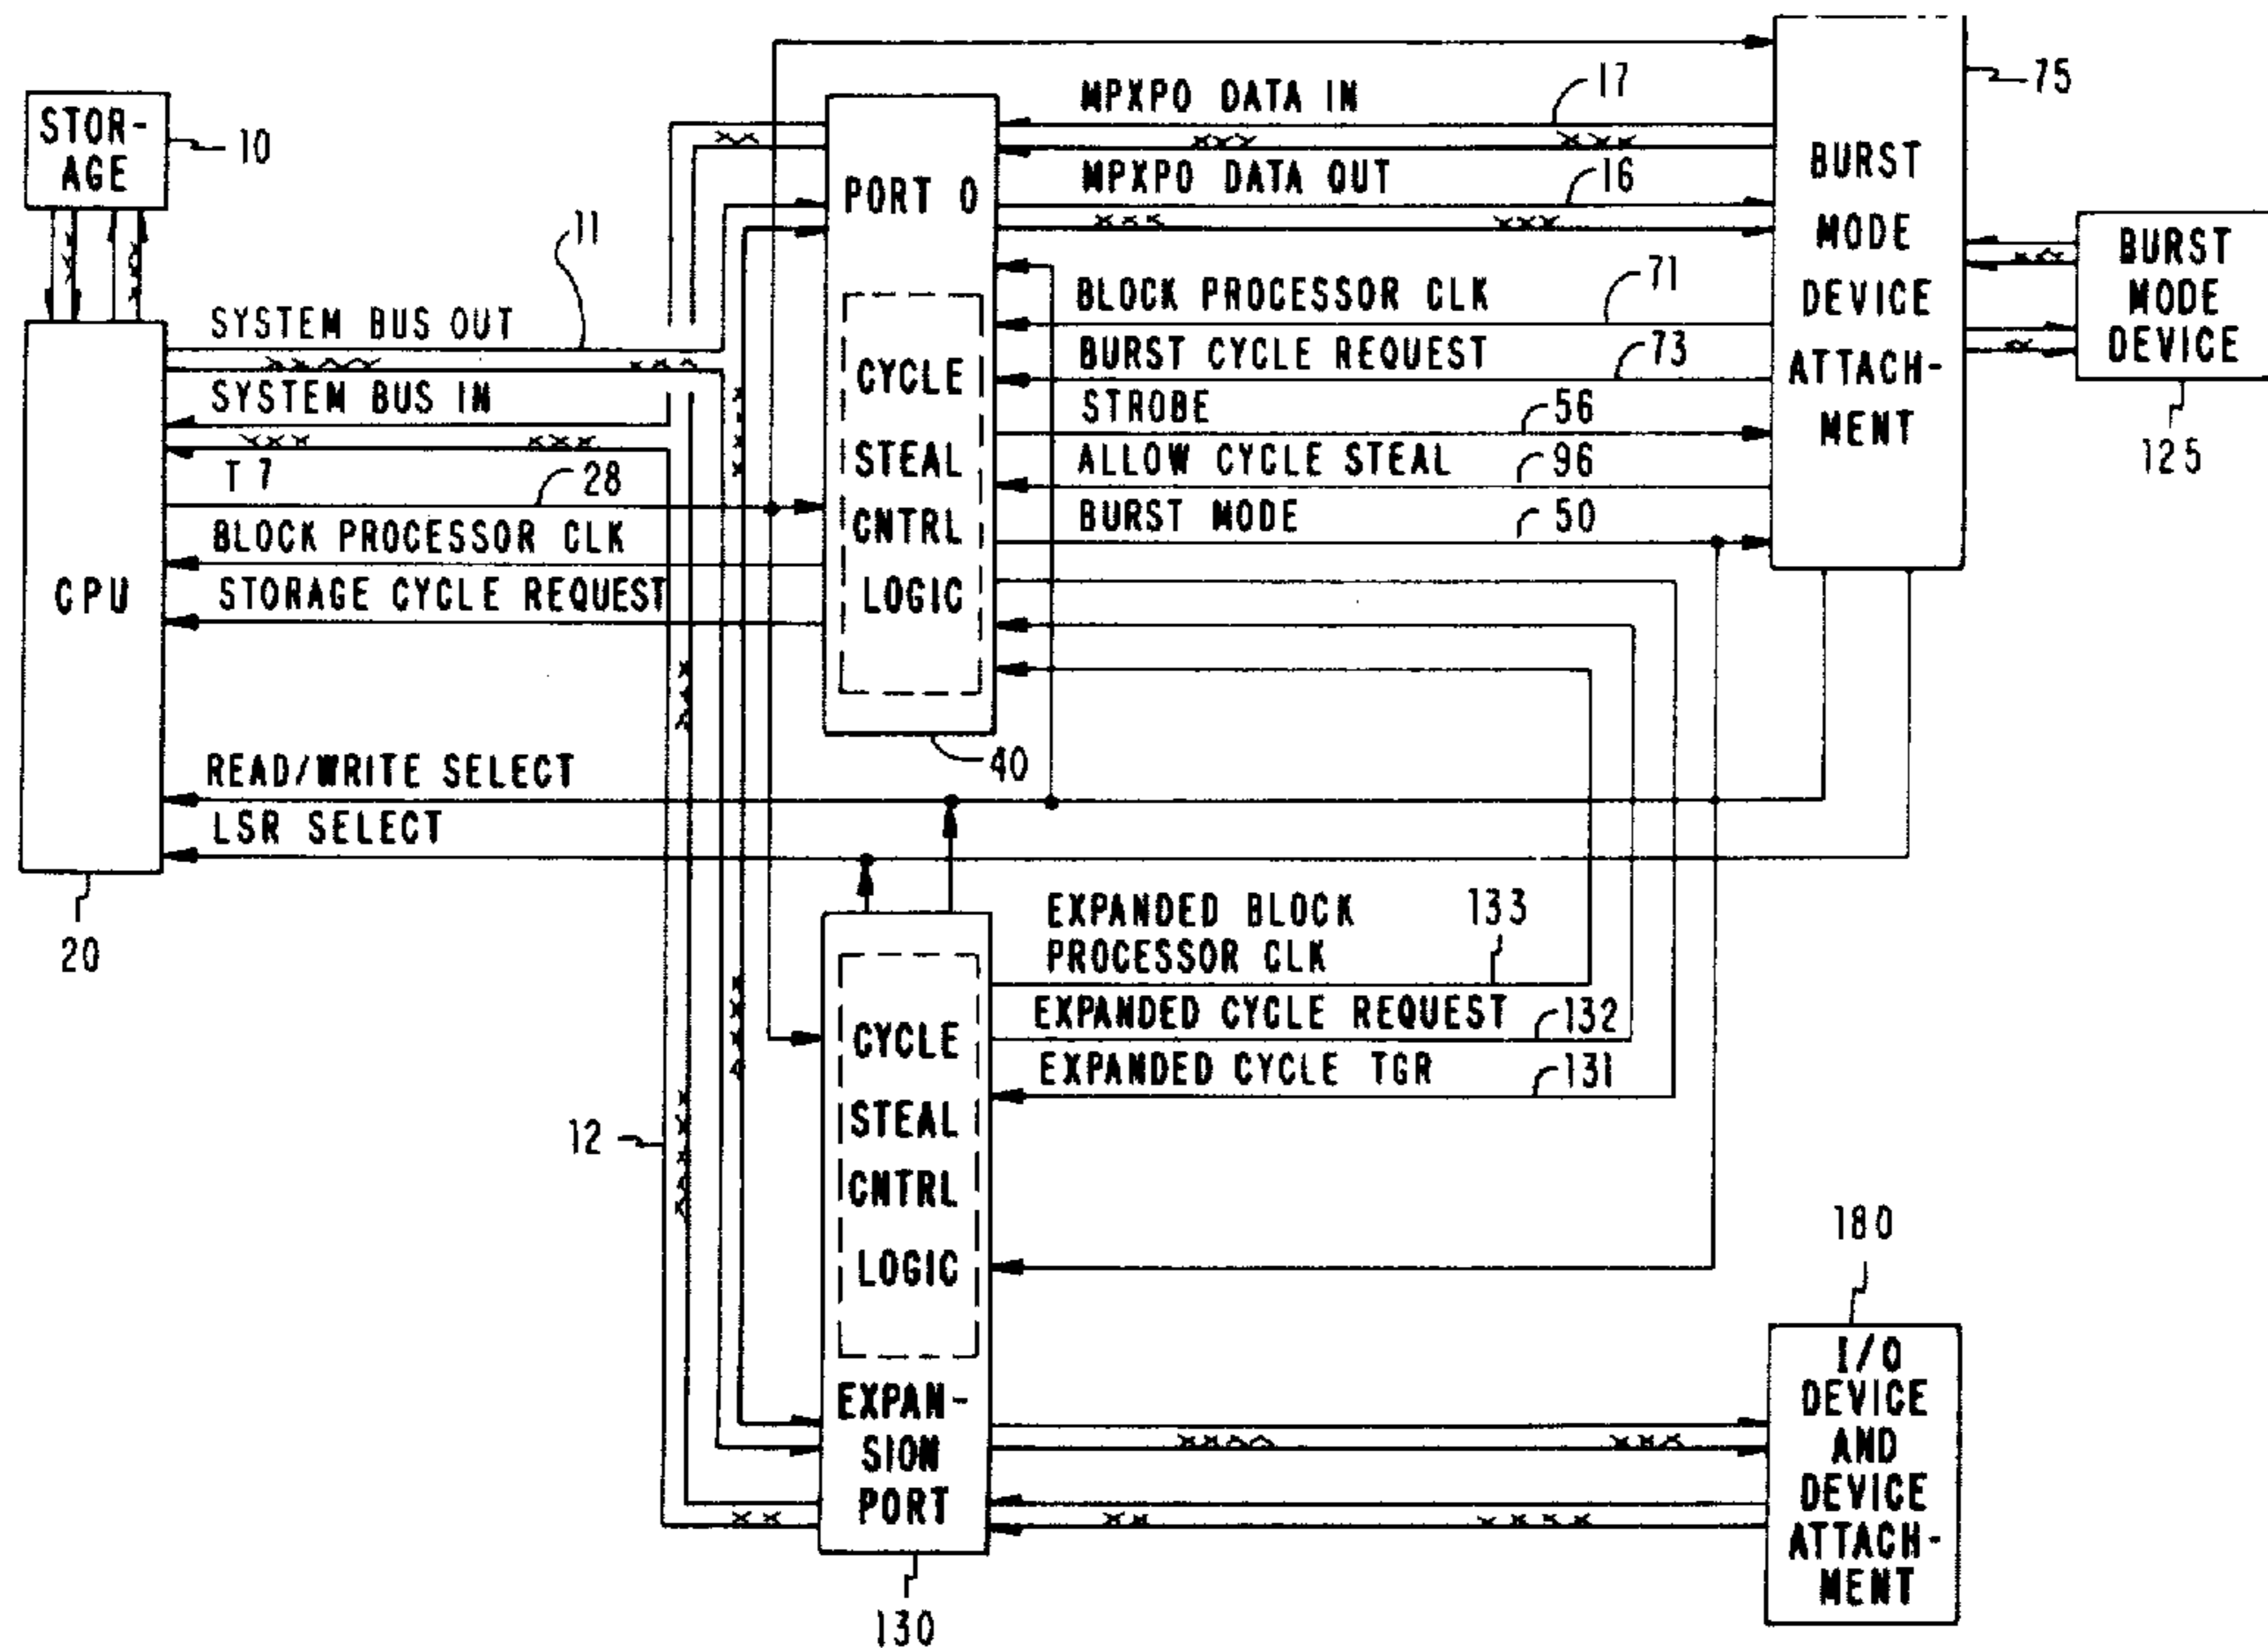 STOR-
AGE
10
CPU
20
SYSTEM BUS OUT
11
SYSTEM BUS IN
T 7
28
BLOCK PROCESSOR CLK
STORAGE CYCLE REQUEST
READ/WRITE SELECT
LSR SELECT
12
PORT 0
CYCLE
STEAL
CNTRL
LOGIC
40
MPXPO DATA IN
17
MPXPO DATA OUT
16
BLOCK PROCESSOR CLK
71
BURST CYCLE REQUEST
73
STROBE
56
ALLOW CYCLE STEAL
96
BURST MODE
50
BURST
MODE
DEVICE
ATTACH-
MENT
75
BURST
MODE
DEVICE
125
EXPANDED BLOCK
PROCESSOR CLK
133
EXPANDED CYCLE REQUEST
132
EXPANDED CYCLE TGR
131
CYCLE
STEAL
CNTRL
LOGIC
EXPAN-
SION
PORT
130
180
I/O
DEVICE
AND
DEVICE
ATTACH-
MENT